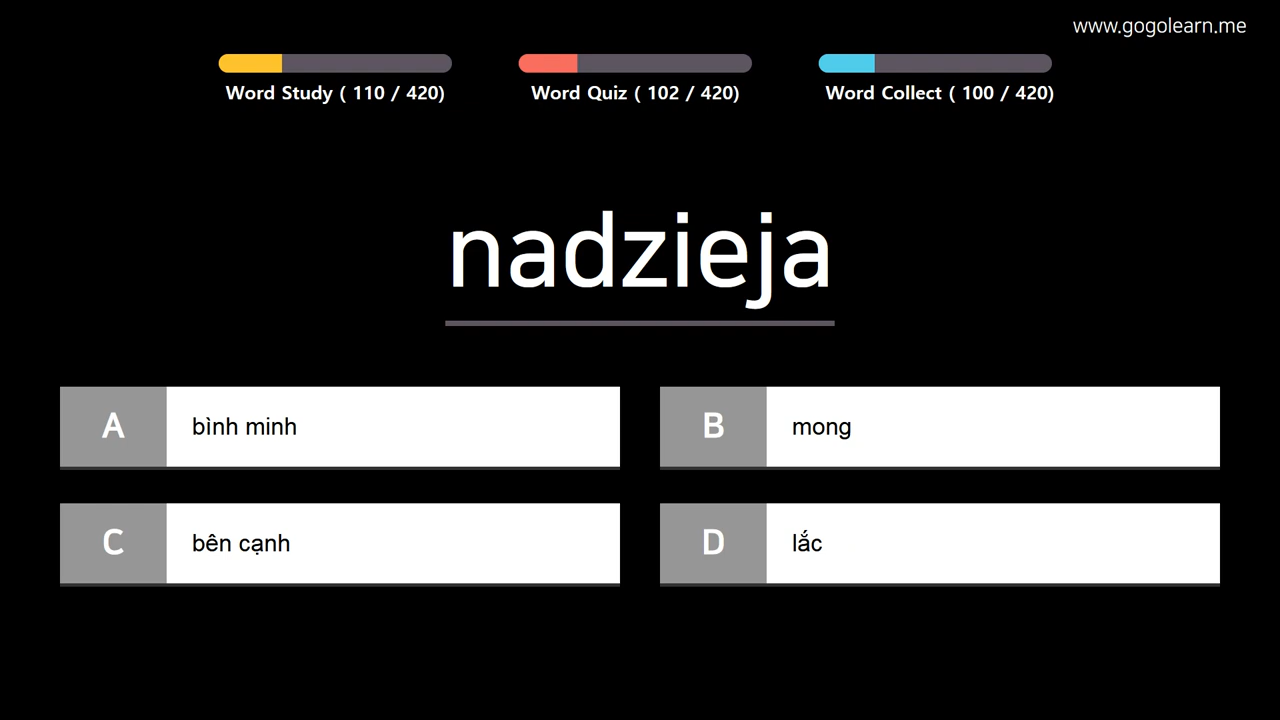 www.gogolearn.me
Word Study ( 110 / 420)
Word Quiz ( 102 / 420)
Word Collect ( 100 / 420)
nadzieja
A bình minh
B mong
C bên cạnh
D lắc